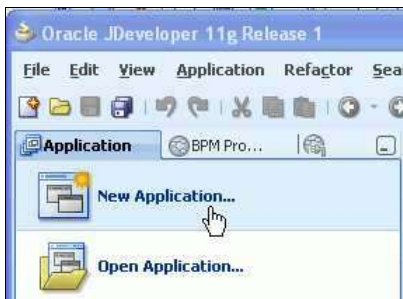 Oracle JDeveloper 11g Release 1
File Edit View Application Refactor Sea
Application BPM Pro...
New Application...
Open Application...